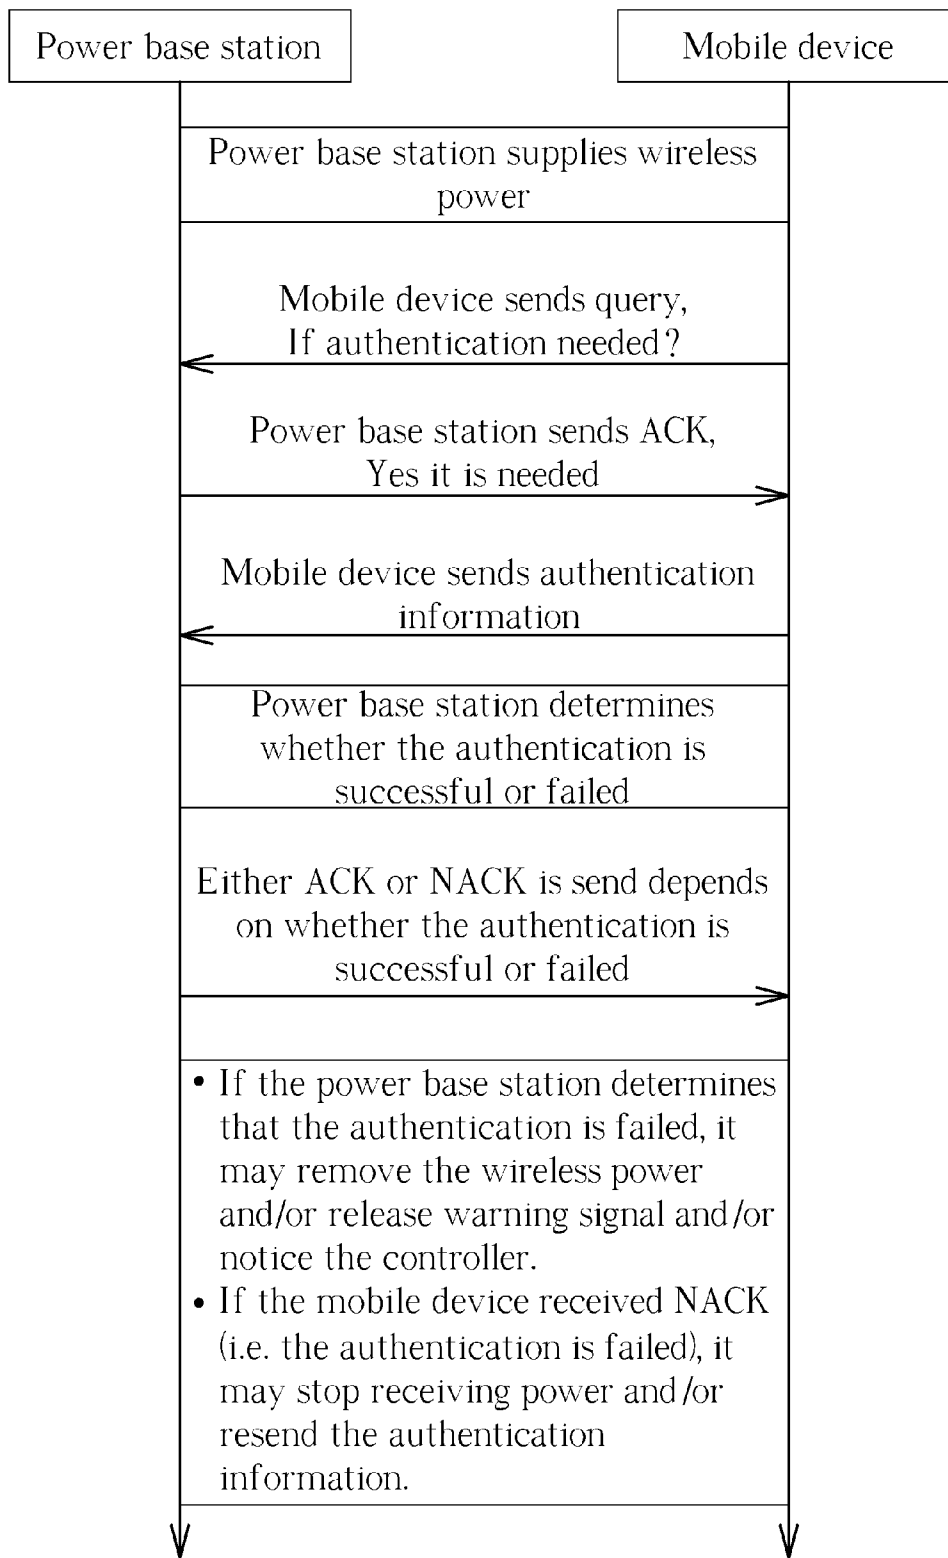 Power base station
Mobile device
Power base station supplies wireless
power
Mobile device sends query,
If authentication needed?
Power base station sends ACK,
Yes it is needed
Mobile device sends authentication
information
Power base station determines
whether the authentication is
successful or failed
Either ACK or NACK is send depends
on whether the authentication is
successful or failed
• If the power base station determines
that the authentication is failed, it
may remove the wireless power
and/or release warning signal and/or
notice the controller.
• If the mobile device received NACK
(i.e. the authentication is failed), it
may stop receiving power and/or
resend the authentication
information.